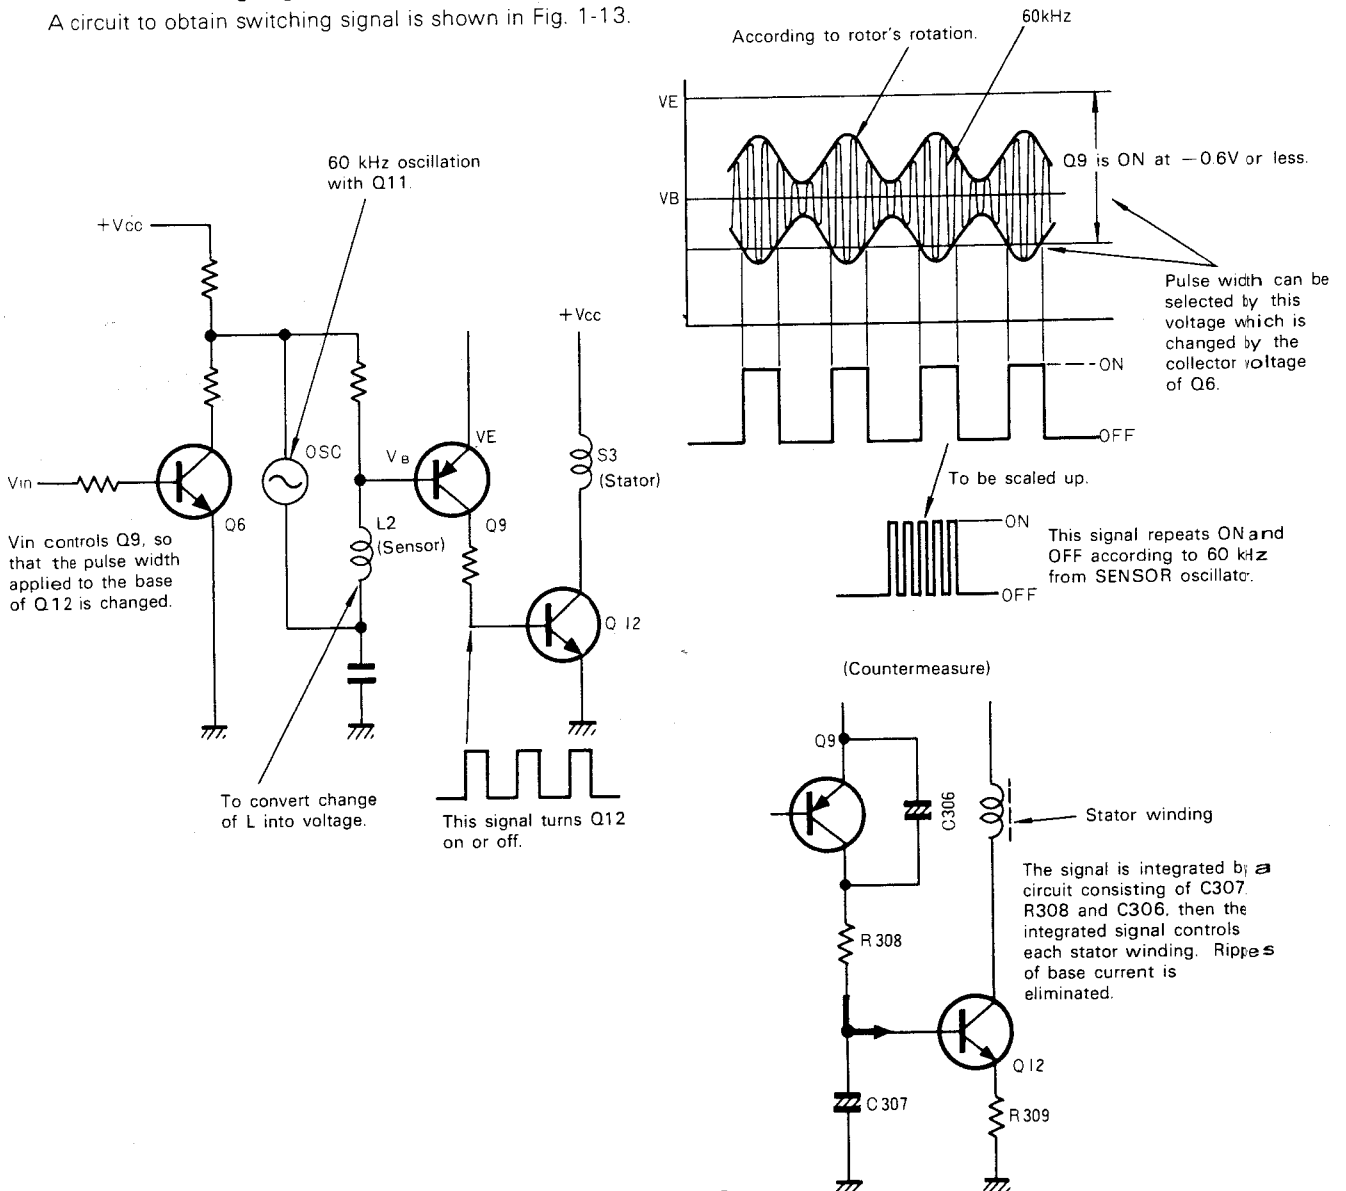 A circuit to obtain switching signal is shown in Fig. 1-13.
60 kHz oscillation
with Q11.
+Vcc
+Vcc
OSC
VB
VE
S3
(Stator)
Vin
Q6
L2
(Sensor)
Q9
Vin controls Q9, so
that the pulse width
applied to the base
of Q12 is changed.
Q12
To convert change
of L into voltage.
This signal turns Q12
on or off.
60kHz
According to rotor's rotation.
VE
Q9 is ON at −0.6V or less.
VB
Pulse width can be
selected by this
voltage which is
changed by the
collector voltage
of Q6.
ON
OFF
To be scaled up.
ON
OFF
This signal repeats ON and
OFF according to 60 kHz
from SENSOR oscillator.
(Countermeasure)
Q9
C306
Stator winding
The signal is integrated by a
circuit consisting of C307
R308 and C306, then the
integrated signal controls
each stator winding. Rippes
of base current is
eliminated.
R308
Q12
C307
R309